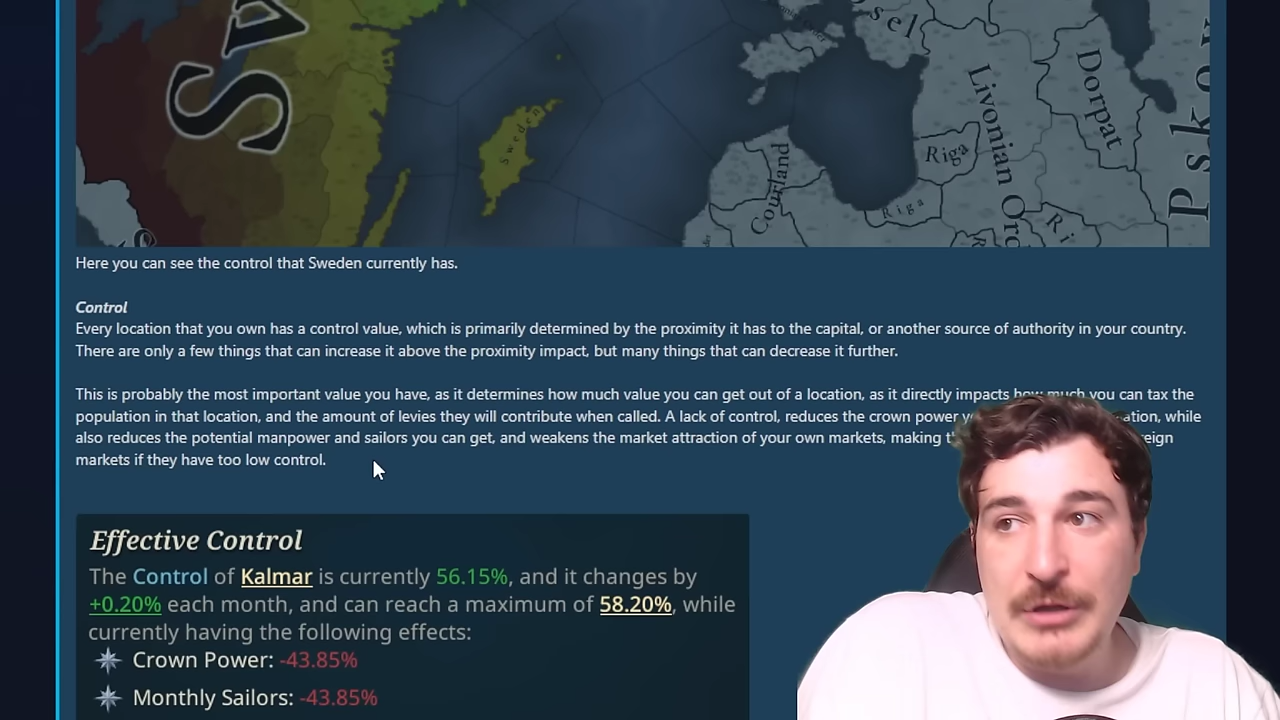 Sv
Sweden
osel
Dorpat
Livonian Ord
Riga
Pskov
Courland
Riga
Ri
Here you can see the control that Sweden currently has.
Control
Every location that you own has a control value, which is primarily determined by the proximity it has to the capital, or another source of authority in your country.
There are only a few things that can increase it above the proximity impact, but many things that can decrease it further.
This is probably the most important value you have, as it determines how much value you can get out of a location, as it directly impacts how much you can tax the
population in that location, and the amount of levies they will contribute when called. A lack of control, reduces the crown power ation, while
also reduces the potential manpower and sailors you can get, and weakens the market attraction of your own markets, making eign
markets if they have too low control.
Effective Control
The Control of Kalmar is currently 56.15%, and it changes by
+0.20% each month, and can reach a maximum of 58.20%, while
currently having the following effects:
Crown Power: -43.85%
Monthly Sailors: -43.85%